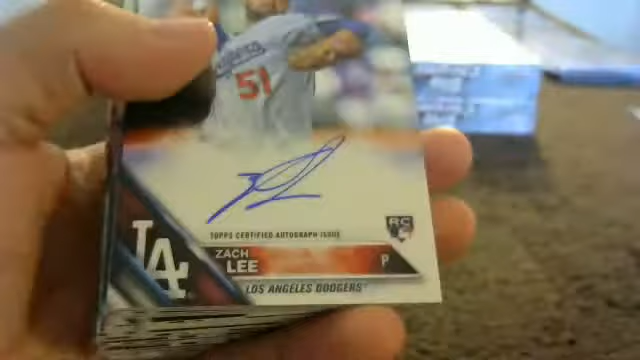 51
TOPPS CERTIFIED AUTOGRAPH ISSUE
RC
ZACH
LEE
P
LA
LOS ANGELES DODGERS